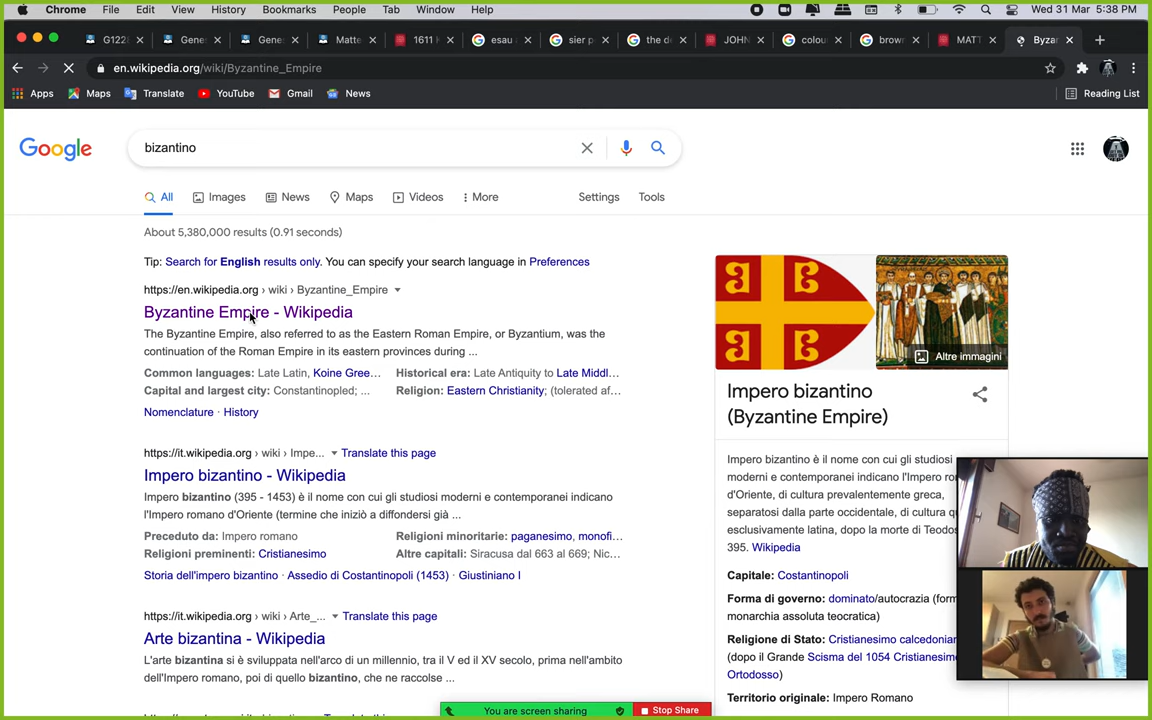 Chrome File Edit View History Bookmarks People Tab Window Help Wed 31 Mar 5:38 PM
G1228 Gene Gene Matte 1611 esau sier p the d JOHN colou brow MATT Byzan
en.wikipedia.org/wiki/Byzantine_Empire
Apps Maps Translate YouTube Gmail News Reading List
Google bizantino
All Images News Maps Videos More Settings Tools
About 5,380,000 results (0.91 seconds)
Tip: Search for English results only. You can specify your search language in Preferences
https://en.wikipedia.org › wiki › Byzantine_Empire
Byzantine Empire - Wikipedia
The Byzantine Empire, also referred to as the Eastern Roman Empire, or Byzantium, was the
continuation of the Roman Empire in its eastern provinces during ...
Common languages: Late Latin, Koine Gree... Historical era: Late Antiquity to Late Middl...
Capital and largest city: Constantinopled; ... Religion: Eastern Christianity; (tolerated af...
Nomenclature · History
https://it.wikipedia.org › wiki › Impe... Translate this page
Impero bizantino - Wikipedia
Impero bizantino (395 - 1453) è il nome con cui gli studiosi moderni e contemporanei indicano
l'Impero romano d'Oriente (termine che iniziò a diffondersi già ...
Preceduto da: Impero romano Religioni minoritarie: paganesimo, monofi...
Religioni preminenti: Cristianesimo Altre capitali: Siracusa dal 663 al 669; Nic...
Storia dell'impero bizantino · Assedio di Costantinopoli (1453) · Giustiniano I
https://it.wikipedia.org › wiki › Arte_... Translate this page
Arte bizantina - Wikipedia
L'arte bizantina si è sviluppata nell'arco di un millennio, tra il V ed il XV secolo, prima nell'ambito
dell'Impero romano, poi di quello bizantino, che ne raccolse ...
Altre immagini
Impero bizantino
(Byzantine Empire)
Impero bizantino è il nome con cui gli studiosi
moderni e contemporanei indicano l'Impero ro
d'Oriente, di cultura prevalentemente greca,
separatosi dalla parte occidentale, di cultura q
esclusivamente latina, dopo la morte di Teodos
395. Wikipedia
Capitale: Costantinopoli
Forma di governo: dominato/autocrazia (form
monarchia assoluta teocratica)
Religione di Stato: Cristianesimo calcedonian
(dopo il Grande Scisma del 1054 Cristianesimo
Ortodosso)
Territorio originale: Impero Romano
You are screen sharing Stop Share